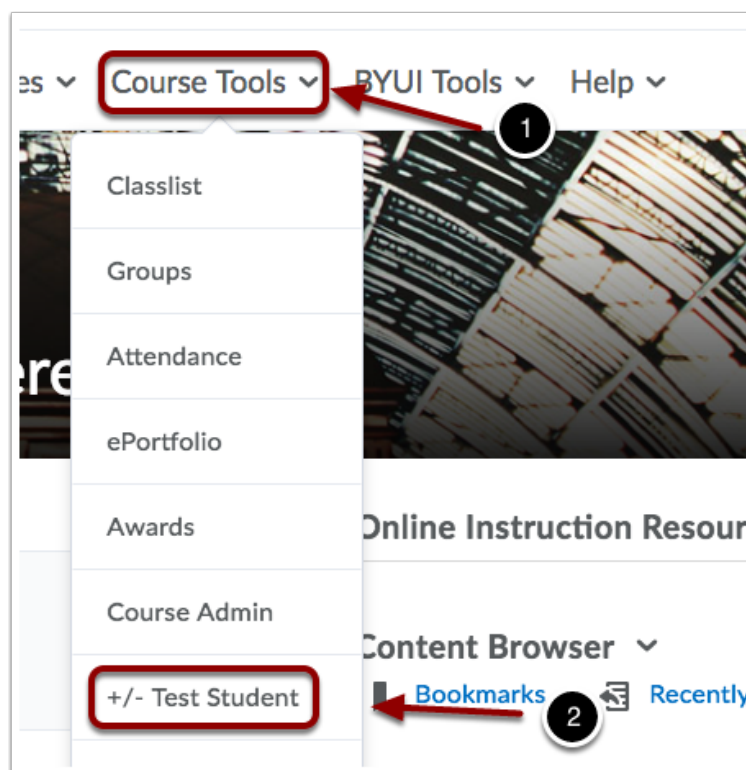 es Course Tools BYUI Tools Help
1
Classlist
Groups
Attendance
ere
ePortfolio
Awards
Online Instruction Resour
Course Admin
Content Browser
+/- Test Student
Bookmarks
Recently
2